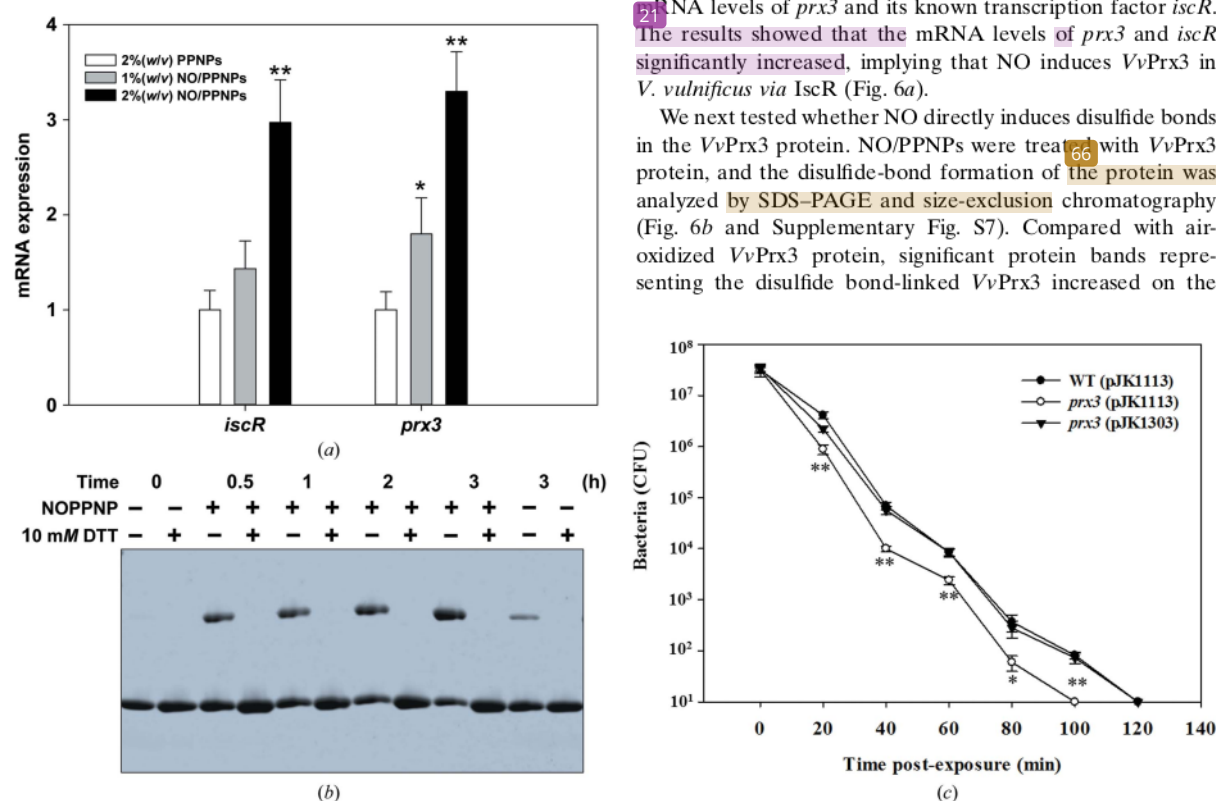 4
3
2
1
0
mRNA expression
2%(w/v) PPNPs
1%(w/v) NO/PPNPs
2%(w/v) NO/PPNPs
**
*
**
iscR prx3
(a)
Time 0 0.5 1 2 3 3 (h)
NOPPNP − − + + + + + + + + − −
10 mM DTT − + − + − + − + − + − +
(b)
21
mRNA levels of prx3 and its known transcription factor iscR.
The results showed that the mRNA levels of prx3 and iscR
significantly increased, implying that NO induces VvPrx3 in
V. vulnificus via IscR (Fig. 6a).
We next tested whether NO directly induces disulfide bonds
in the VvPrx3 protein. NO/PPNPs were treated with VvPrx3
66
protein, and the disulfide-bond formation of the protein was
analyzed by SDS–PAGE and size-exclusion chromatography
(Fig. 6b and Supplementary Fig. S7). Compared with air-
oxidized VvPrx3 protein, significant protein bands repre-
senting the disulfide bond-linked VvPrx3 increased on the
10⁸
10⁷
10⁶
10⁵
10⁴
10³
10²
10¹
Bacteria (CFU)
WT (pJK1113)
prx3 (pJK1113)
prx3 (pJK1303)
**
**
**
*
**
0 20 40 60 80 100 120 140
Time post-exposure (min)
(c)